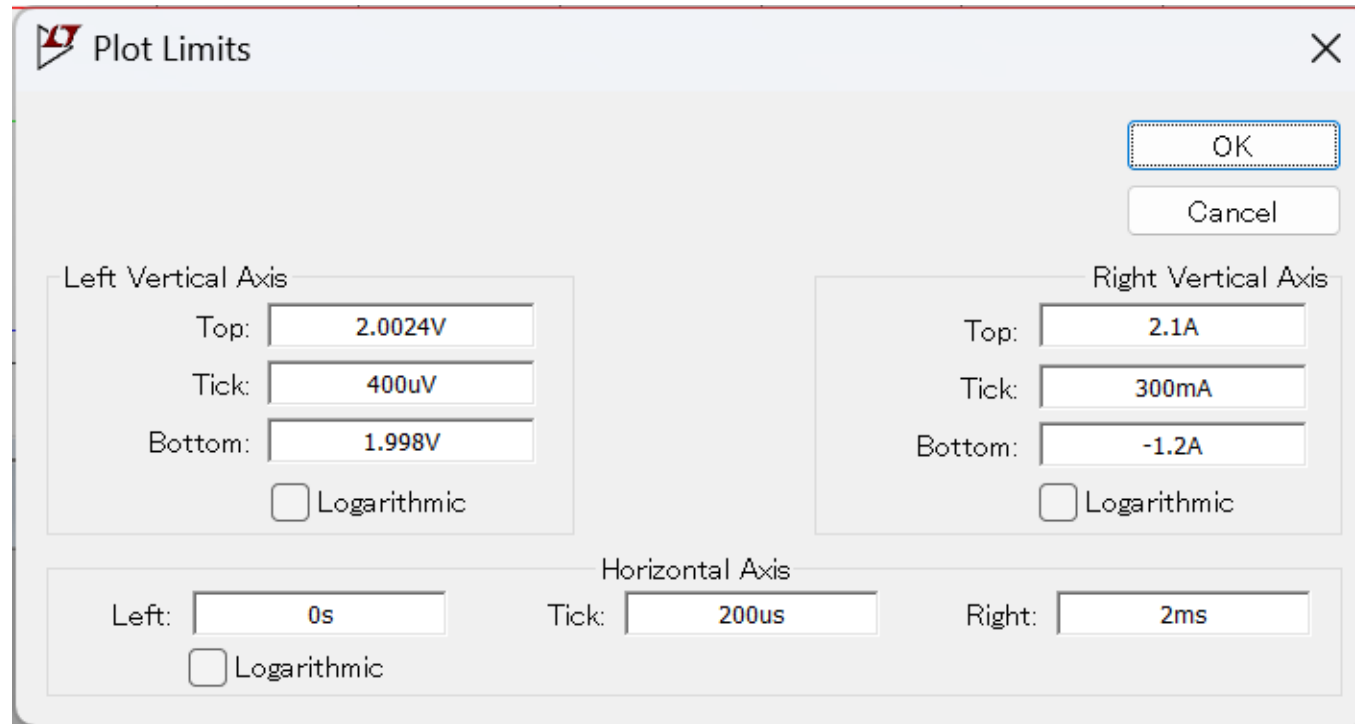 Plot Limits
OK
Cancel
Left Vertical Axis
Top: 2.0024V
Tick: 400uV
Bottom: 1.998V
Logarithmic
Right Vertical Axis
Top: 2.1A
Tick: 300mA
Bottom: -1.2A
Logarithmic
Horizontal Axis
Left: 0s Tick: 200us Right: 2ms
Logarithmic